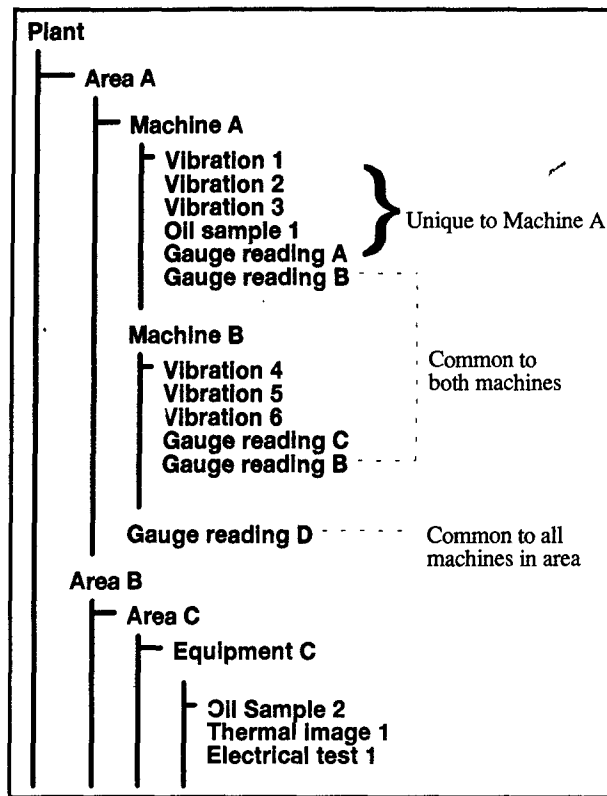 Plant
Area A
Machine A
Vibration 1
Vibration 2
Vibration 3
Oil sample 1
Gauge reading A
Unique to Machine A
Gauge reading B
Machine B
Vibration 4
Vibration 5
Vibration 6
Gauge reading C
Gauge reading B
Common to
both machines
Gauge reading D
Common to all
machines in area
Area B
Area C
Equipment C
Oil Sample 2
Thermal image 1
Electrical test 1